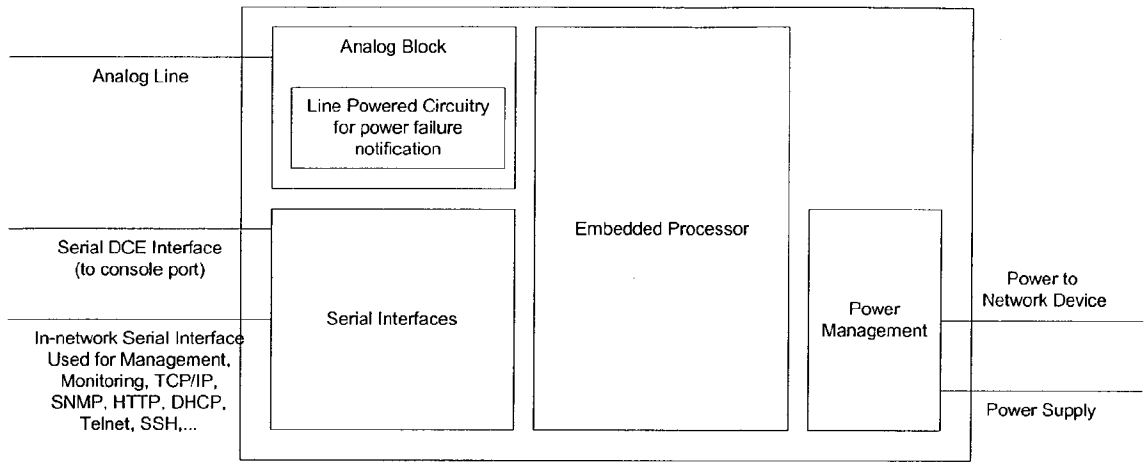 Analog Block
Analog Line
Line Powered Circuitry
for power failure
notification
Serial DCE Interface
(to console port)
Embedded Processor
Power to
Network Device
Serial Interfaces
Power
Management
In-network Serial Interface
Used for Management,
Monitoring, TCP/IP,
SNMP, HTTP, DHCP,
Telnet, SSH,...
Power Supply